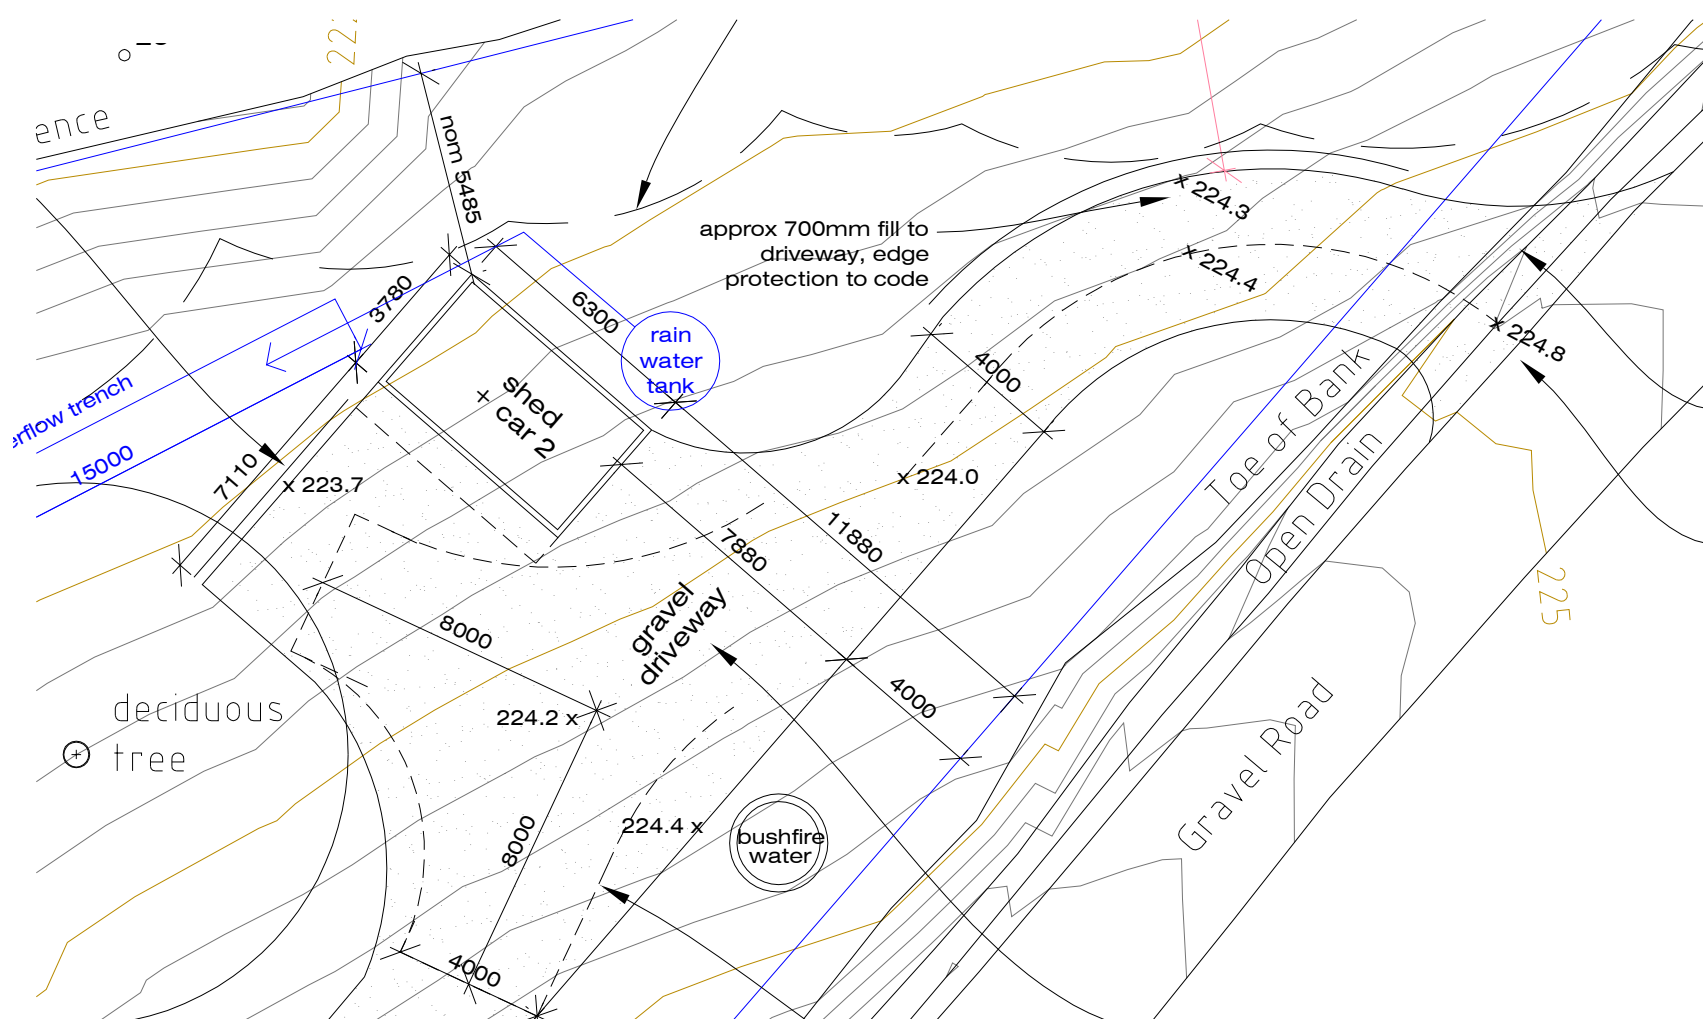 222
ence
nom 5485
approx 700mm fill to
driveway, edge
protection to code
x 224.3
x 224.4
x 224.8
3780
6300
rain
water
tank
4000
shed
+ car 2
erflow trench
15000
7110
x 223.7
x 224.0
Toe of Bank
Open Drain
225
11880
7880
gravel
driveway
8000
4000
deciduous
tree
224.2 x
224.4 x
8000
bushfire
water
Gravel Road
4000